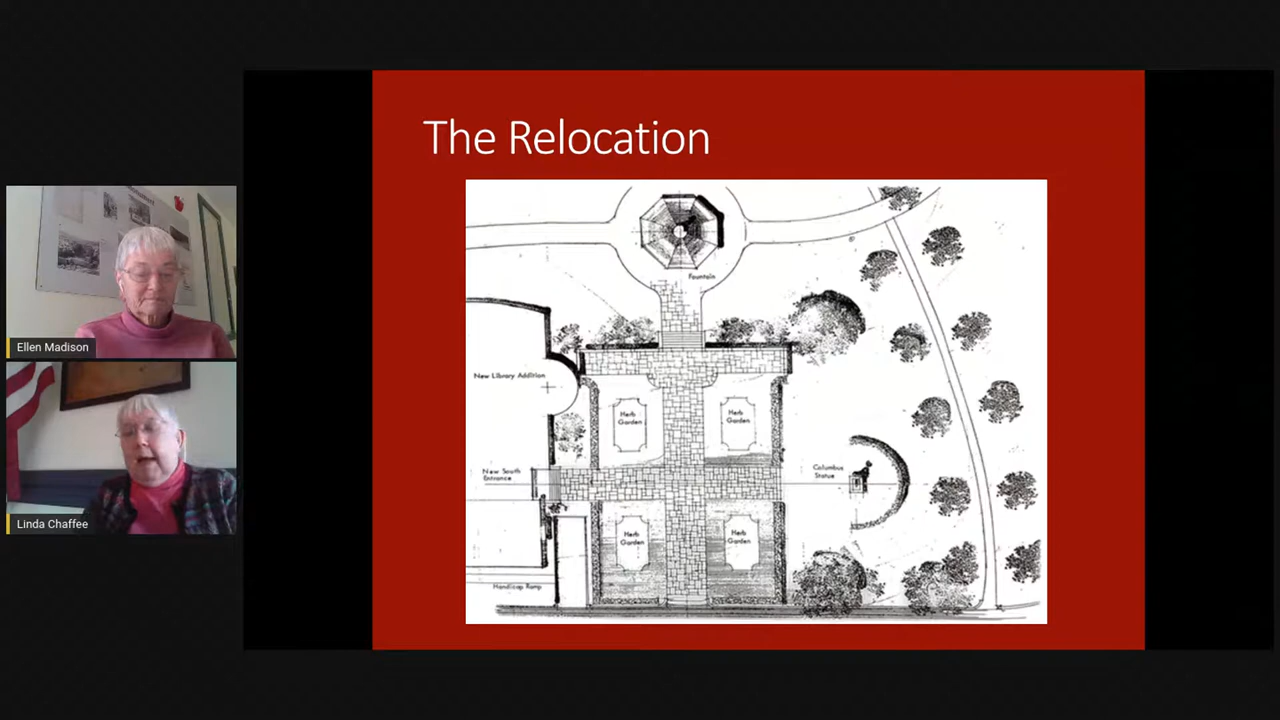 The Relocation
Fountain
New Library Addition
Herb
Garden
Herb
Garden
New South
Entrance
Columbus
Statue
Herb
Garden
Herb
Garden
Handicap Ramp
Ellen Madison
Linda Chaffee